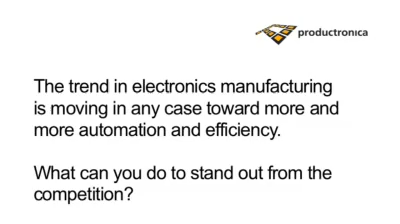 productronica
The trend in electronics manufacturing
is moving in any case toward more and
more automation and efficiency.
What can you do to stand out from the
competition?